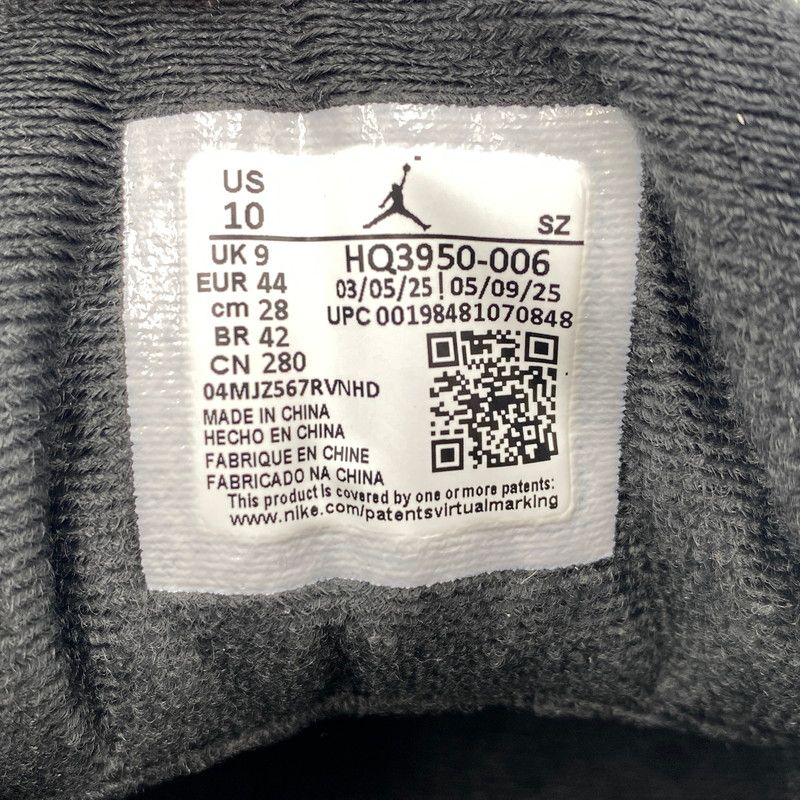 US
10
SZ
UK 9
EUR 44
cm 28
BR 42
CN 280
HQ3950-006
03/05/25 | 05/09/25
UPC 00198481070848
04MJZ567RVNHD
MADE IN CHINA
HECHO EN CHINA
FABRIQUE EN CHINE
FABRICADO NA CHINA
This product is covered by one or more patents:
www.nike.com/patentsvirtualmarking